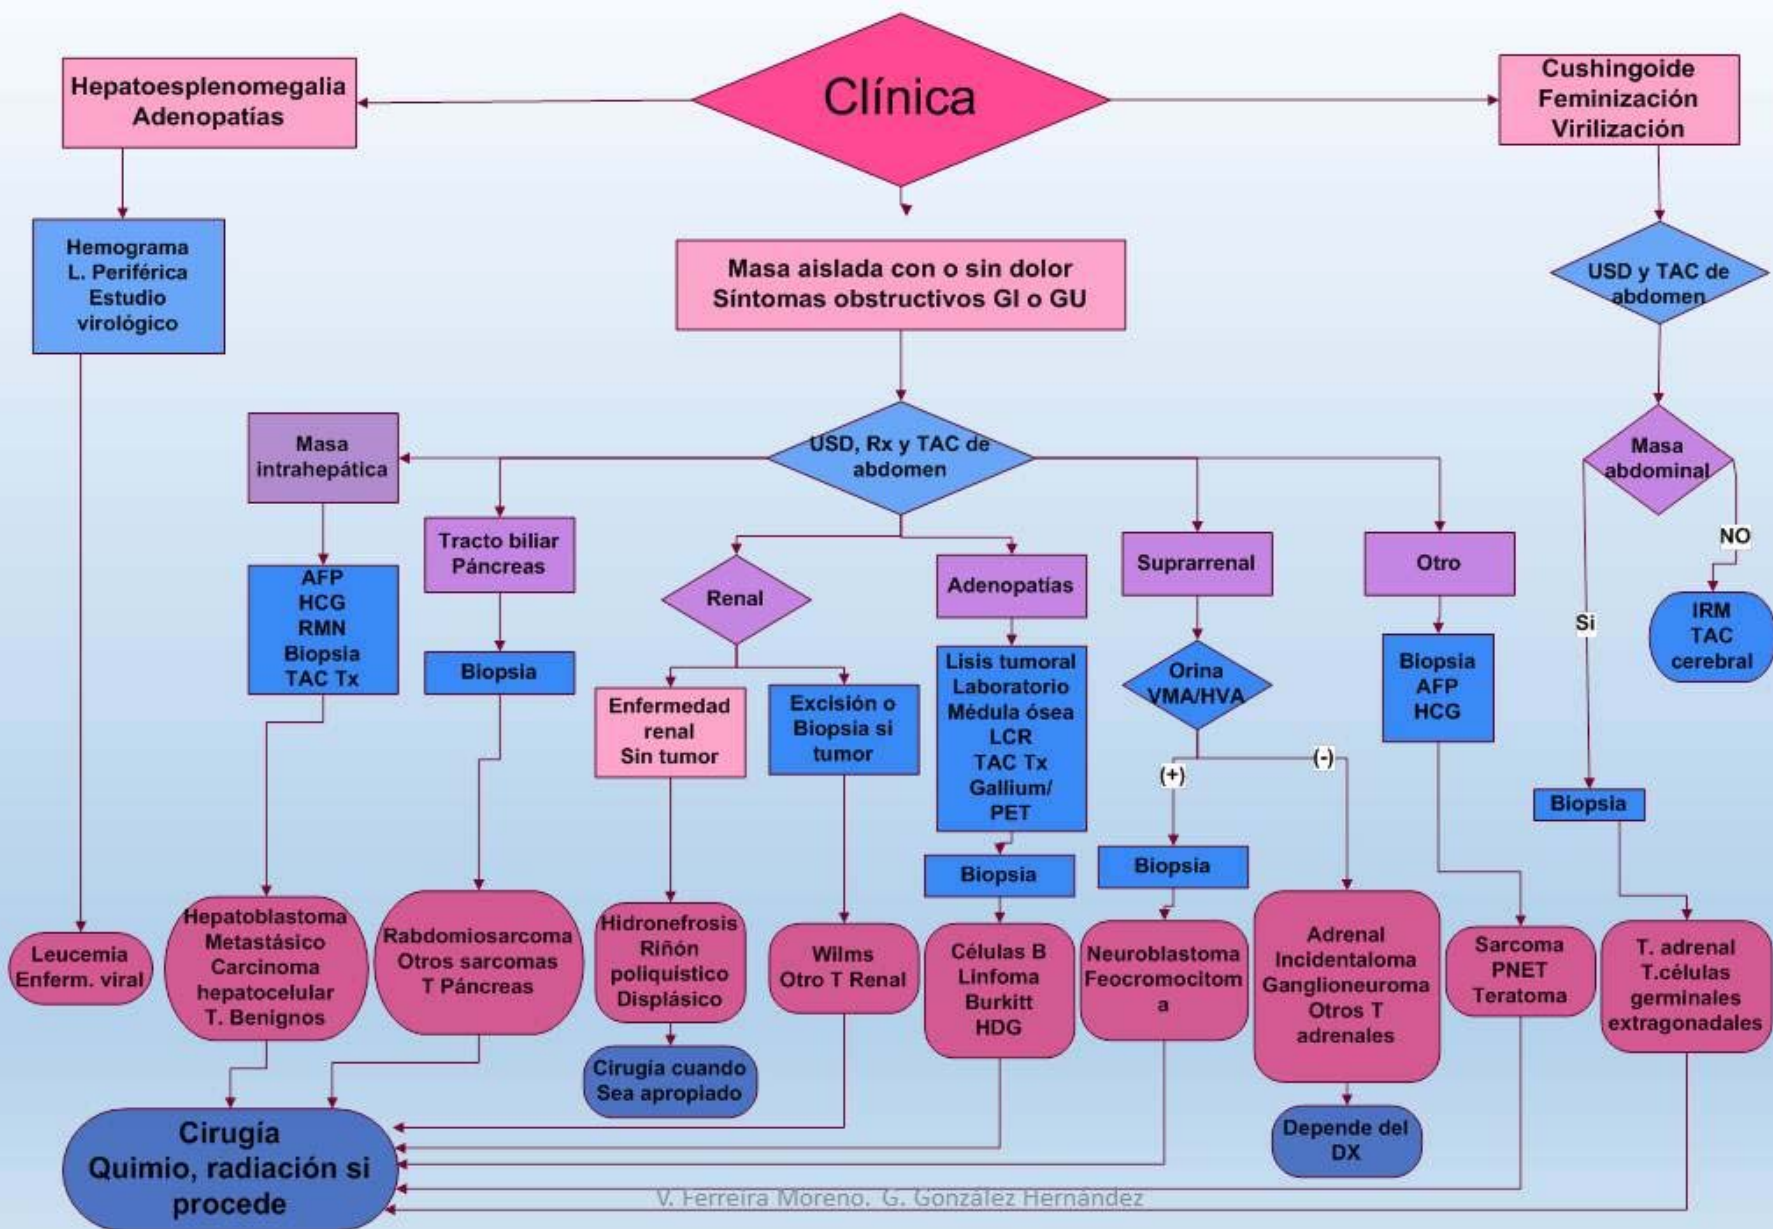 Clínica
Hepatoesplenomegalia
Adenopatías
Cushingoide
Feminización
Virilización
Hemograma
L. Periférica
Estudio
virológico
Masa aislada con o sin dolor
Síntomas obstructivos GI o GU
USD y TAC de
abdomen
Masa
intrahepática
USD, Rx y TAC de
abdomen
Masa
abdominal
NO
Si
IRM
TAC
cerebral
Tracto biliar
Páncreas
Renal
Adenopatías
Suprarrenal
Otro
AFP
HCG
RMN
Biopsia
TAC Tx
Biopsia
Enfermedad
renal
Sin tumor
Excisión o
Biopsia si
tumor
Lisis tumoral
Laboratorio
Médula ósea
LCR
TAC Tx
Gallium/
PET
Orina
VMA/HVA
(+)
(-)
Biopsia
AFP
HCG
Biopsia
Biopsia
Biopsia
Leucemia
Enferm. viral
Hepatoblastoma
Metastásico
Carcinoma
hepatocelular
T. Benignos
Rabdomiosarcoma
Otros sarcomas
T Páncreas
Hidronefrosis
Riñón
poliquístico
Displásico
Wilms
Otro T Renal
Células B
Linfoma
Burkitt
HDG
Neuroblastoma
Feocromocitom
a
Adrenal
Incidentaloma
Ganglioneuroma
Otros T
adrenales
Sarcoma
PNET
Teratoma
T. adrenal
T.células
germinales
extragonadales
Cirugía cuando
Sea apropiado
Depende del
DX
Cirugía
Quimio, radiación si
procede
V. Ferreira Moreno. G. González Hernández